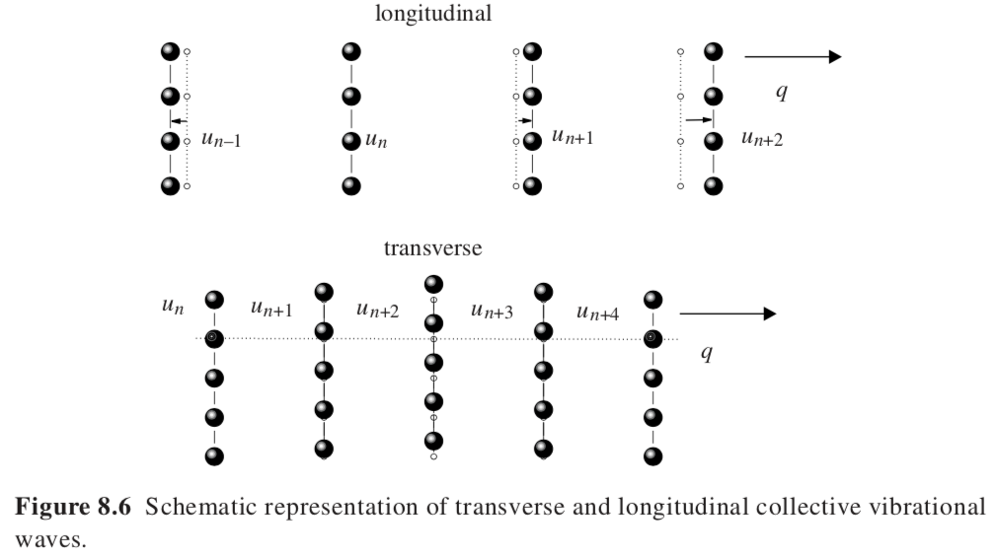 longitudinal
q
u_{n–1} u_n u_{n+1} u_{n+2}
transverse
u_n u_{n+1} u_{n+2} u_{n+3} u_{n+4}
q
Figure 8.6 Schematic representation of transverse and longitudinal collective vibrational
waves.